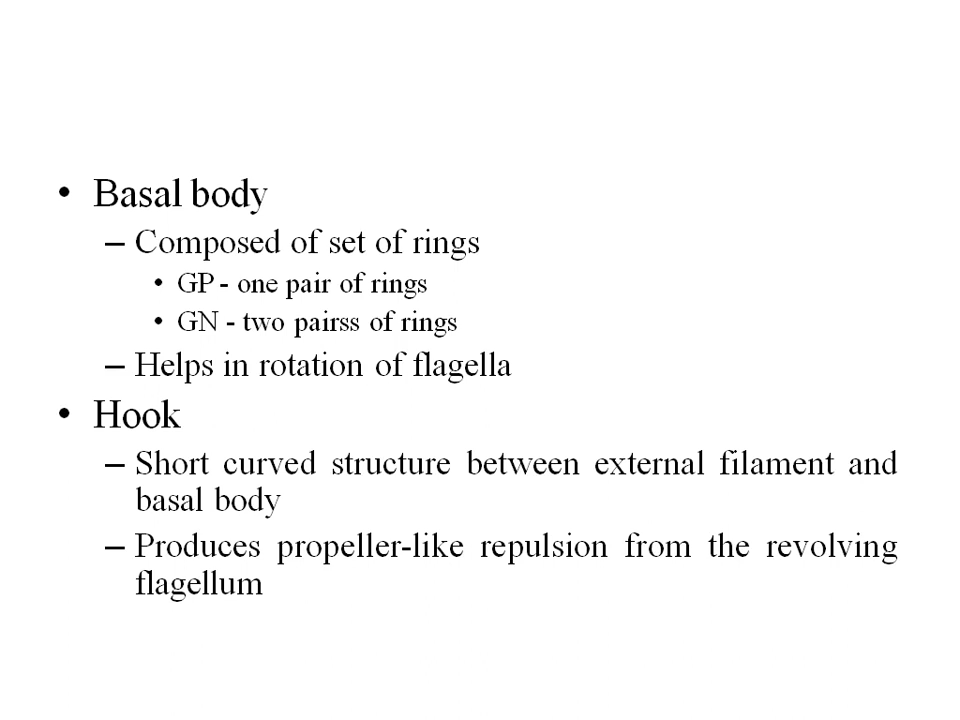 • Basal body
– Composed of set of rings
• GP - one pair of rings
• GN - two pairss of rings
– Helps in rotation of flagella
• Hook
– Short curved structure between external filament and
basal body
– Produces propeller-like repulsion from the revolving
flagellum